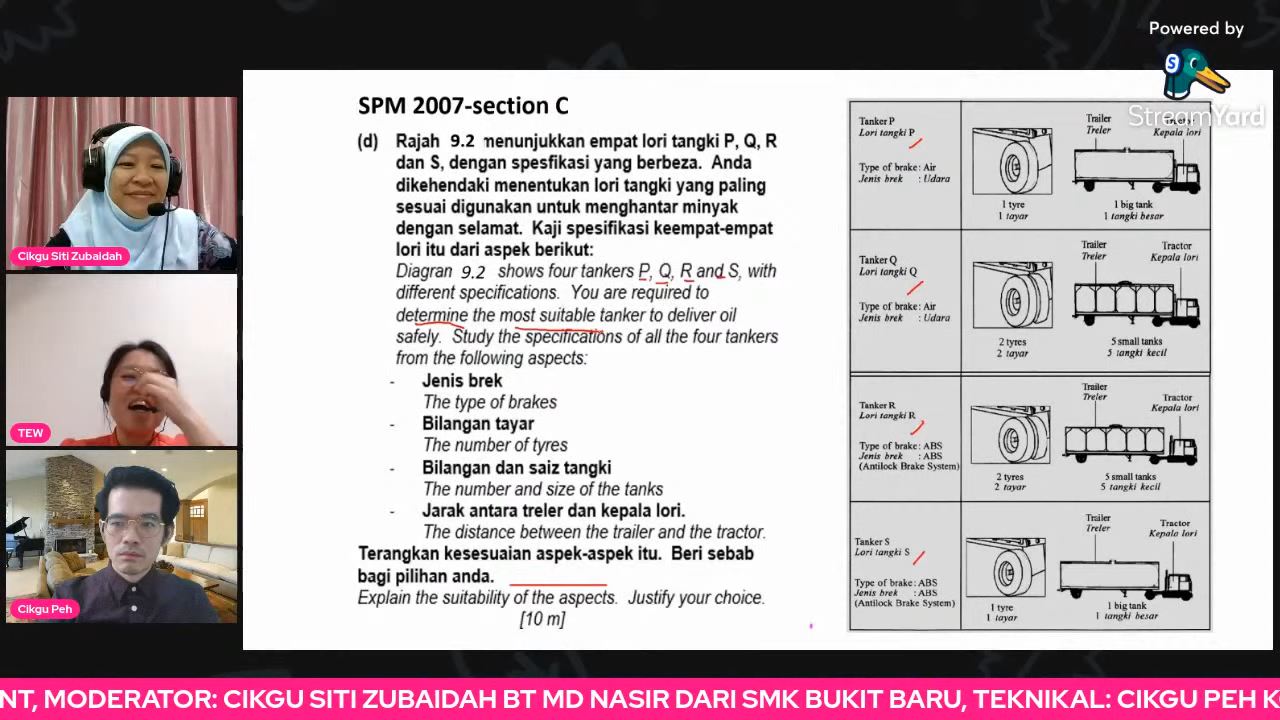 Powered by
StreamYard
SPM 2007-section C
(d) Rajah 9.2 menunjukkan empat lori tangki P, Q, R
dan S, dengan spesfikasi yang berbeza. Anda
dikehendaki menentukan lori tangki yang paling
sesuai digunakan untuk menghantar minyak
dengan selamat. Kaji spesifikasi keempat-empat
lori itu dari aspek berikut:
Diagran 9.2 shows four tankers P, Q, R and S, with
different specifications. You are required to
determine the most suitable tanker to deliver oil
safely. Study the specifications of all the four tankers
from the following aspects:
- Jenis brek
The type of brakes
- Bilangan tayar
The number of tyres
- Bilangan dan saiz tangki
The number and size of the tanks
- Jarak antara treler dan kepala lori.
The distance between the trailer and the tractor.
Terangkan kesesuaian aspek-aspek itu. Beri sebab
bagi pilihan anda.
Explain the suitability of the aspects. Justify your choice.
[10 m]
Tanker P
Lori tangki P
Type of brake : Air
Jenis brek : Udara
1 tyre
1 tayar
Trailer
Treler
Kepala lori
1 big tank
1 tangki besar
Tanker Q
Lori tangki Q
Type of brake : Air
Jenis brek : Udara
2 tyres
2 tayar
Trailer
Treler
Tractor
Kepala lori
5 small tanks
5 tangki kecil
Tanker R
Lori tangki R
Type of brake : ABS
Jenis brek : ABS
(Antilock Brake System)
2 tyres
2 tayar
Trailer
Treler
Tractor
Kepala lori
5 small tanks
5 tangki kecil
Tanker S
Lori tangki S
Type of brake : ABS
Jenis brek : ABS
(Antilock Brake System)
1 tyre
1 tayar
Trailer
Treler
Tractor
Kepala lori
1 big tank
1 tangki besar
Cikgu Siti Zubaidah
TEW
Cikgu Peh
NT, MODERATOR: CIKGU SITI ZUBAIDAH BT MD NASIR DARI SMK BUKIT BARU, TEKNIKAL: CIKGU PEH K